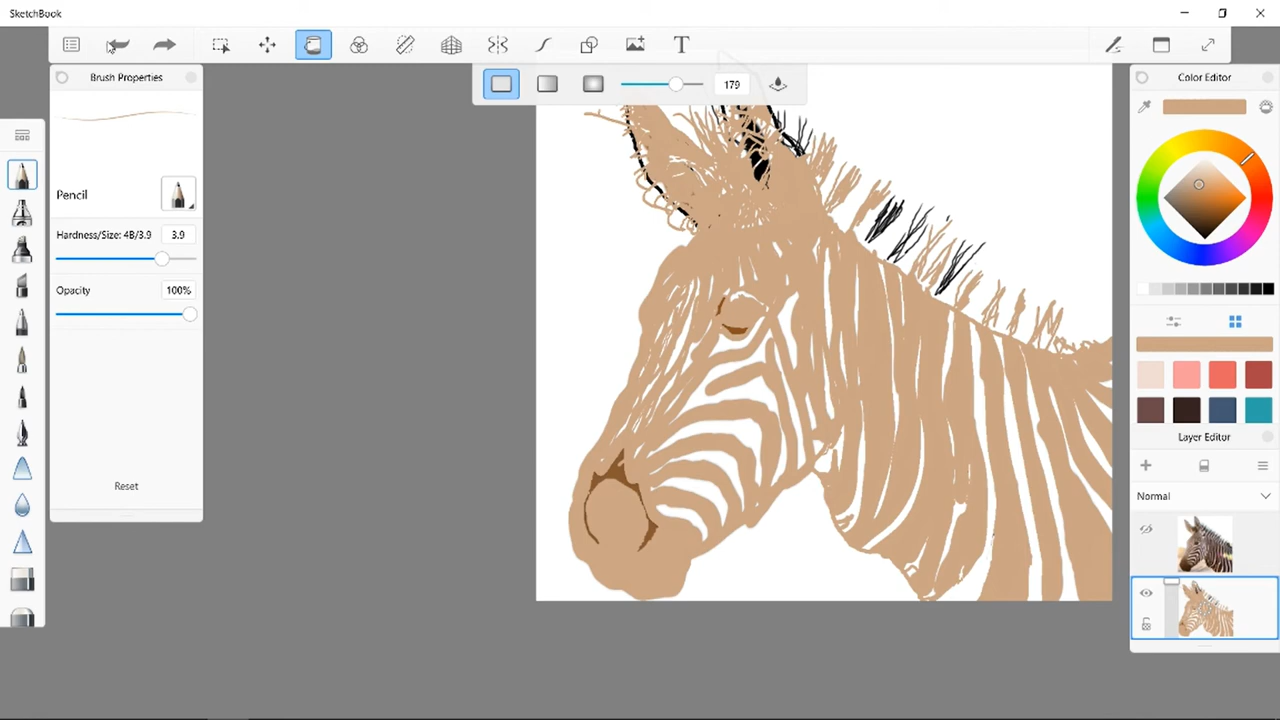 SketchBook
T
Brush Properties
179
Color Editor
Pencil
Hardness/Size: 4B/3.9 3.9
Opacity 100%
Reset
Layer Editor
Normal